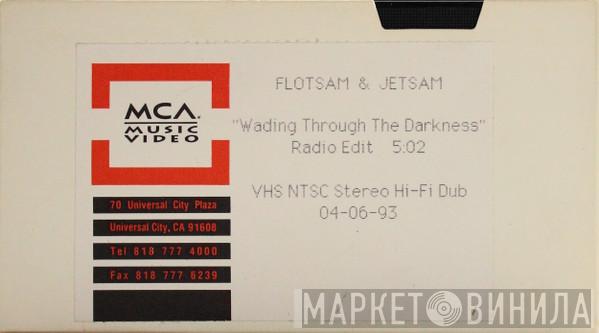 MCA
MUSIC
VIDEO
70 Universal City Plaza
Universal City, CA 91608
Tel 818 777 4000
Fax 818 777 6239
FLOTSAM & JETSAM
"Wading Through The Darkness"
Radio Edit 5:02
VHS NTSC Stereo Hi-Fi Dub
04-06-93
МАРКЕТ ВИНИЛА